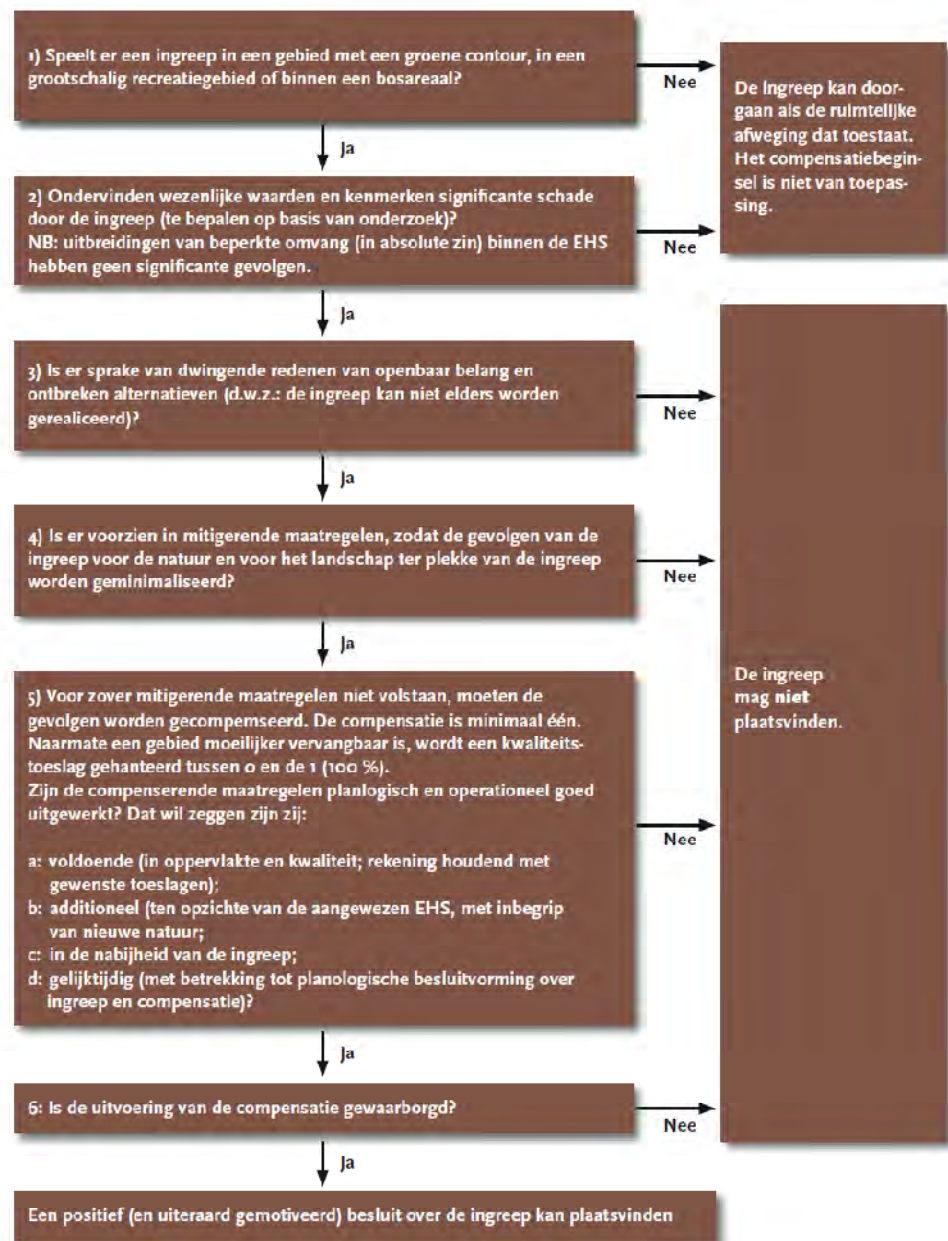 1) Speelt er een ingreep in een gebied met een groene contour, in een
grootschalig recreatiegebied of binnen een bosareaal?
Nee
De ingreep kan door-
gaan als de ruimtelijke
afweging dat toestaat.
Het compensatiebegin-
sel is niet van toepas-
sing.
Ja
2) Ondervinden wezenlijke waarden en kenmerken significante schade
door de ingreep (te bepalen op basis van onderzoek)?
NB: uitbreidingen van beperkte omvang (in absolute zin) binnen de EHS
hebben geen significante gevolgen.
Nee
Ja
3) Is er sprake van dwingende redenen van openbaar belang en
ontbreken alternatieven (d.w.z.: de ingreep kan niet elders worden
gerealiceerd)?
Nee
Ja
4) Is er voorzien in mitigerende maatregelen, zodat de gevolgen van de
ingreep voor de natuur en voor het landschap ter plekke van de ingreep
worden geminimaliseerd?
Nee
Ja
5) Voor zover mitigerende maatregelen niet volstaan, moeten de
gevolgen worden gecompemseerd. De compensatie is minimaal één.
Naarmate een gebied moeilijker vervangbaar is, wordt een kwaliteits-
toeslag gehanteerd tussen 0 en de 1 (100 %).
Zijn de compenserende maatregelen planlogisch en operationeel goed
uitgewerkt? Dat wil zeggen zijn zij:
a: voldoende (in oppervlakte en kwaliteit; rekening houdend met
gewenste toeslagen);
b: additioneel (ten opzichte van de aangewezen EHS, met inbegrip
van nieuwe natuur;
c: in de nabijheid van de ingreep;
d: gelijktijdig (met betrekking tot planologische besluitvorming over
ingreep en compensatie)?
Nee
De ingreep
mag niet
plaatsvinden.
Ja
6: Is de uitvoering van de compensatie gewaarborgd?
Nee
Ja
Een positief (en uiteraard gemotiveerd) besluit over de ingreep kan plaatsvinden